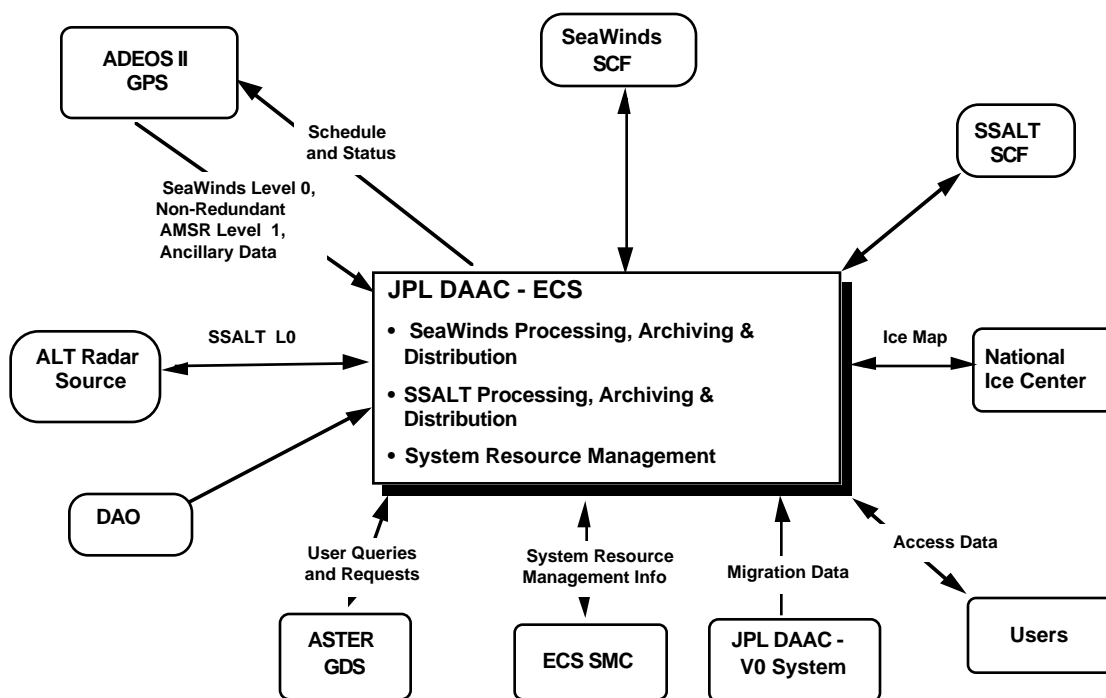 SeaWinds
SCF
ADEOS II
GPS
Schedule
and Status
SSALT
SCF
SeaWinds Level 0,
Non-Redundant
AMSR Level 1,
Ancillary Data
JPL DAAC - ECS
• SeaWinds Processing, Archiving &
Distribution
• SSALT Processing, Archiving &
Distribution
• System Resource Management
SSALT L0
ALT Radar
Source
Ice Map
National
Ice Center
DAO
User Queries
and Requests
System Resource
Management Info
Migration Data
Access Data
ASTER
GDS
ECS SMC
JPL DAAC -
V0 System
Users